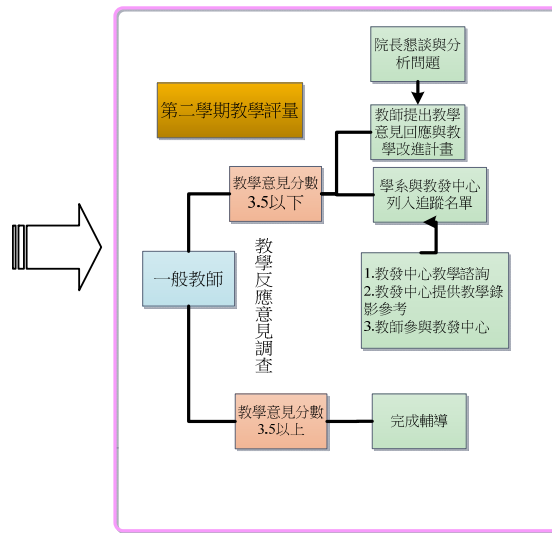 院長懇談與分
析問題
第二學期教學評量
教師提出教學
意見回應與教
學改進計畫
教學意見分數
3.5以下
學系與教發中心
列入追蹤名單
一般教師
教學反應意見調查
1.教發中心教學諮詢
2.教發中心提供教學錄
影參考
3.教師參與教發中心
教學意見分數
3.5以上
完成輔導